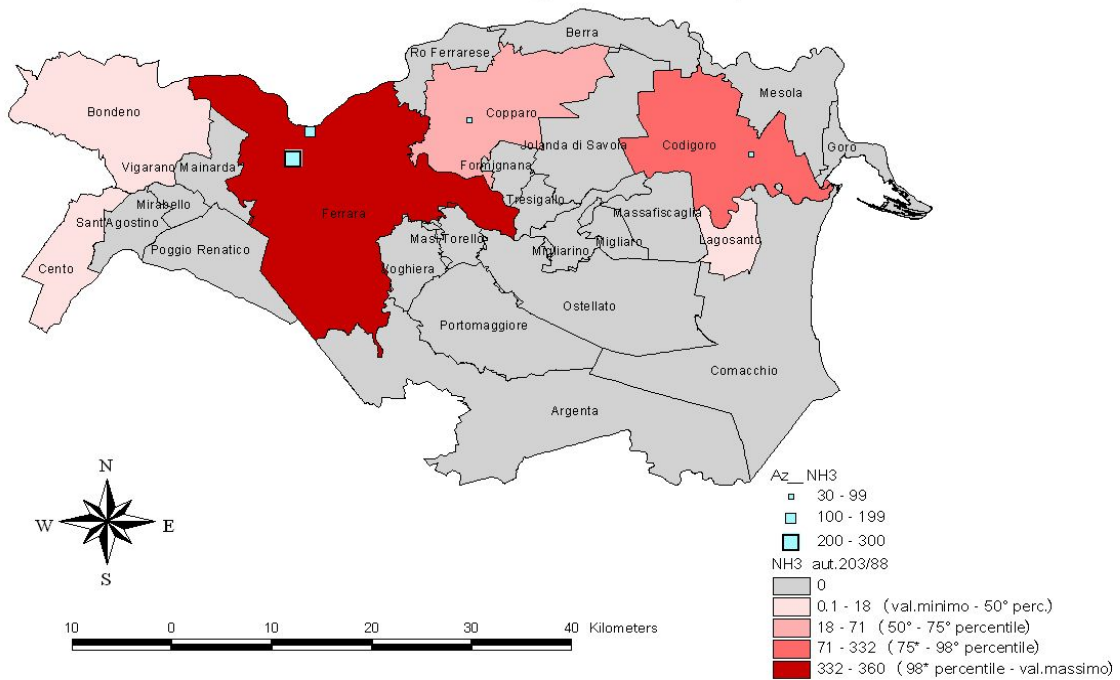 Berra
Ro Ferrarese
Mesola
Bondeno
Copparo
Jolanda di Savoia
Codigoro
Goro
Vigarano Mainarda
Formignana
Mirabello
Tresigallo
Sant'Agostino
Ferrara
Massafiscaglia
Masi Torello
Migliaro
Lagosanto
Poggio Renatico
Migliarino
Cento
Voghiera
Ostellato
Portomaggiore
Comacchio
Argenta
N
W E
S
Az__NH3
30 - 99
100 - 199
200 - 300
NH3 aut.203/88
0
0.1 - 18 (val.minimo - 50° perc.)
18 - 71 (50° - 75° percentile)
71 - 332 (75* - 98° percentile)
332 - 360 (98* percentile - val.massimo)
10 0 10 20 30 40 Kilometers